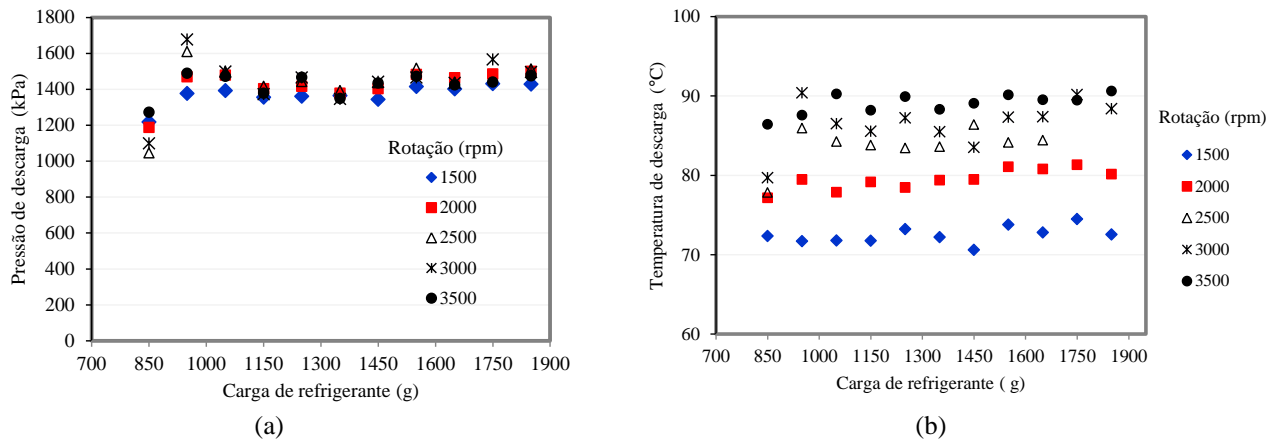 1800
1600
1400
1200
1000
800
600
400
200
0
700 850 1000 1150 1300 1450 1600 1750 1900
Pressão de descarga (kPa)
Carga de refrigerante (g)
Rotação (rpm)
1500
2000
2500
3000
3500
(a)
100
90
80
70
60
700 850 1000 1150 1300 1450 1600 1750 1900
Temperatura de descarga (°C)
Carga de refrigerante ( g)
Rotação (rpm)
1500
2000
2500
3000
3500
(b)